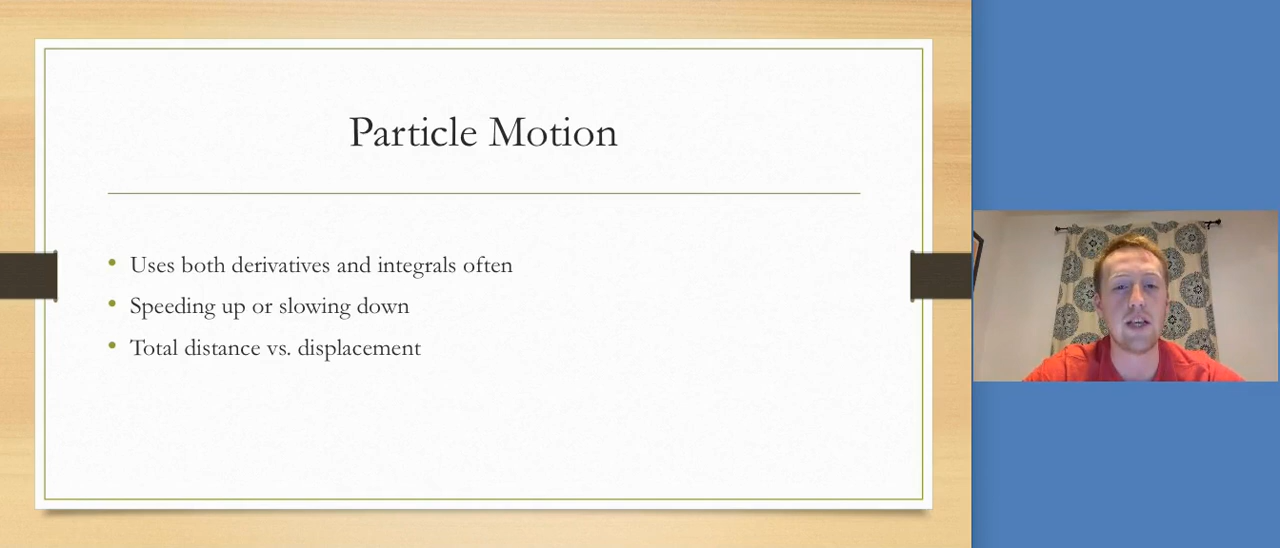 Particle Motion
Uses both derivatives and integrals often
Speeding up or slowing down
Total distance vs. displacement